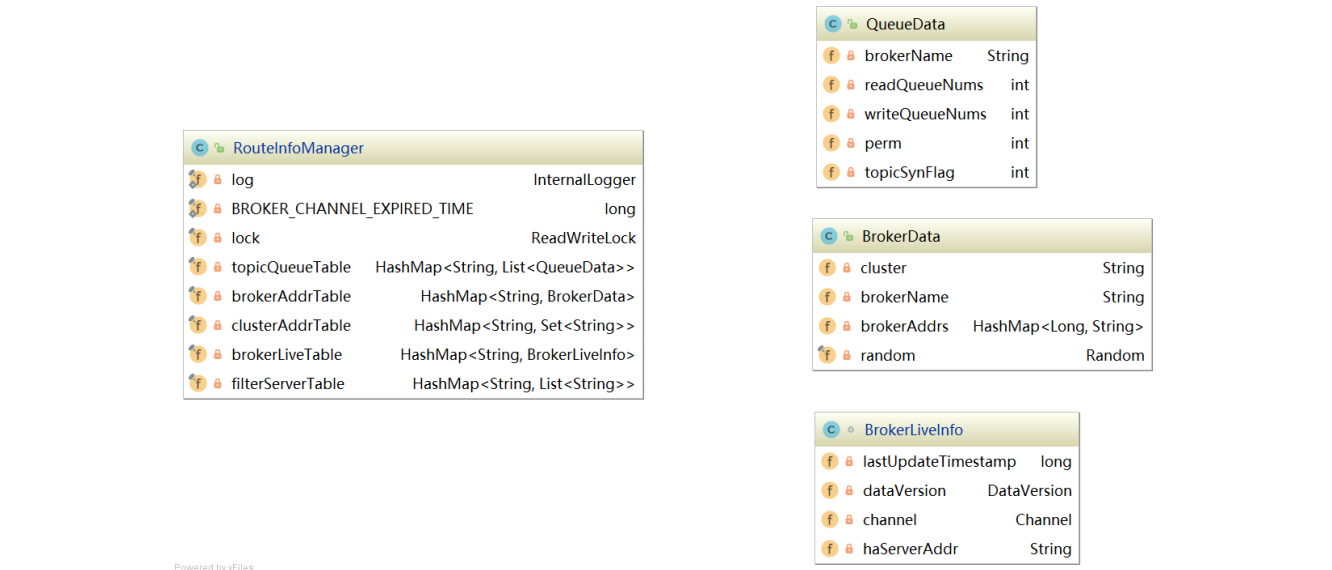 RouteInfoManager
log InternalLogger
BROKER_CHANNEL_EXPIRED_TIME long
lock ReadWriteLock
topicQueueTable HashMap<String, List<QueueData>>
brokerAddrTable HashMap<String, BrokerData>
clusterAddrTable HashMap<String, Set<String>>
brokerLiveTable HashMap<String, BrokerLiveInfo>
filterServerTable HashMap<String, List<String>>
QueueData
brokerName String
readQueueNums int
writeQueueNums int
perm int
topicSynFlag int
BrokerData
cluster String
brokerName String
brokerAddrs HashMap<Long, String>
random Random
BrokerLiveInfo
lastUpdateTimestamp long
dataVersion DataVersion
channel Channel
haServerAddr String
Powered by yFiles